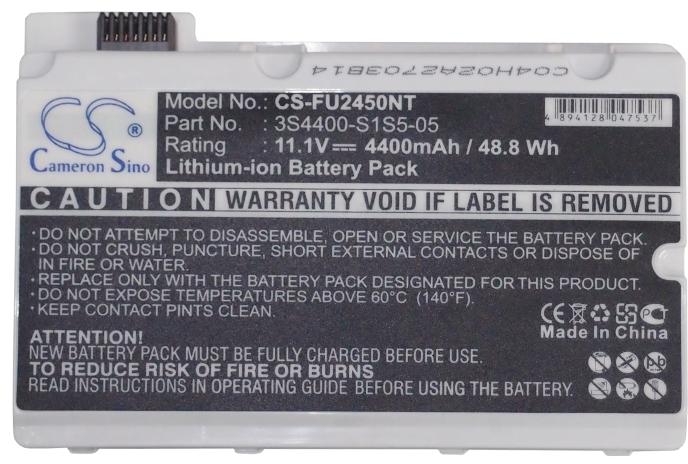 C04H02A2703B14
CS
Cameron Sino
Model No.: CS-FU2450NT
Part No. : 3S4400-S1S5-05
Rating : 11.1V⎓ 4400mAh / 48.8 Wh
Lithium-ion Battery Pack
4 894128 047537
CAUTION WARRANTY VOID IF LABEL IS REMOVED
· DO NOT ATTEMPT TO DISASSEMBLE, OPEN OR SERVICE THE BATTERY PACK.
· DO NOT CRUSH, PUNCTURE, SHORT EXTERNAL CONTACTS OR DISPOSE OF
IN FIRE OR WATER.
· REPLACE ONLY WITH THE BATTERY PACK DESIGNATED FOR THIS PRODUCT.
· DO NOT EXPOSE TEMPERATURES ABOVE 60°C (140°F).
· KEEP CONTACT PINTS CLEAN.
CE
Made In China
ATTENTION!
NEW BATTERY PACK MUST BE FULLY CHARGED BEFORE USE.
TO REDUCE RISK OF FIRE OR BURNS
READ INSTRUCTIONS IN OPERATING GUIDE BEFORE USING THE BATTERY.